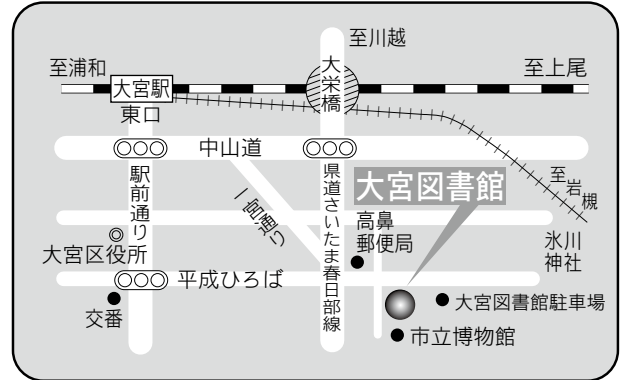 至川越
至浦和
大宮駅
東口
大栄橋
至上尾
中山道
駅前通り
一宮通り
県道さいたま春日部線
大宮図書館
至岩槻
高鼻
郵便局
氷川
神社
大宮区役所
平成ひろば
交番
大宮図書館駐車場
市立博物館